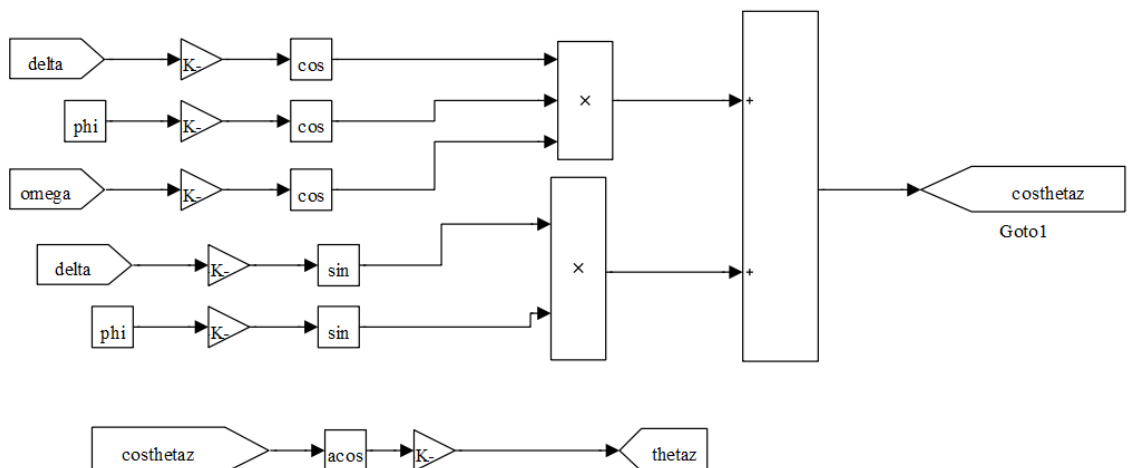 delta K- cos
phi K- cos ×
omega K- cos
+
costhetaz
Goto1
delta K- sin
×
+
phi K- sin
costhetaz acos K- thetaz